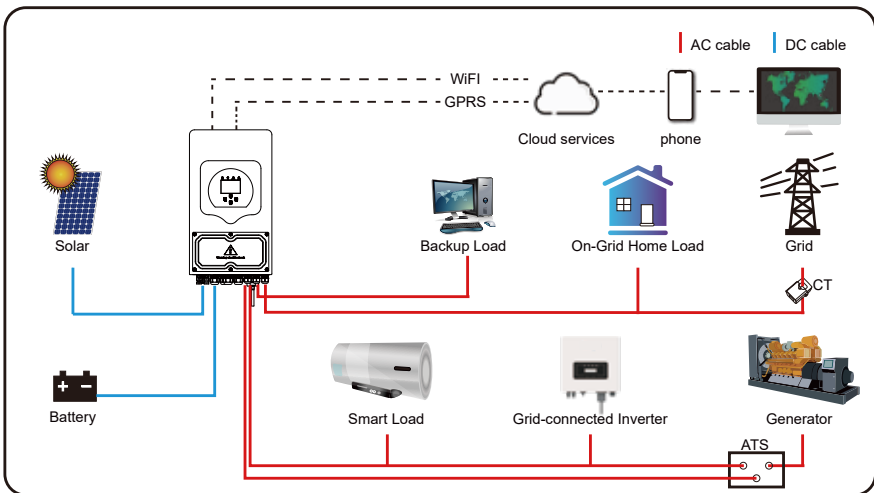 AC cable
DC cable
WiFI
GPRS
Cloud services
phone
Solar
Backup Load
On-Grid Home Load
Grid
CT
Battery
Smart Load
Grid-connected Inverter
Generator
ATS